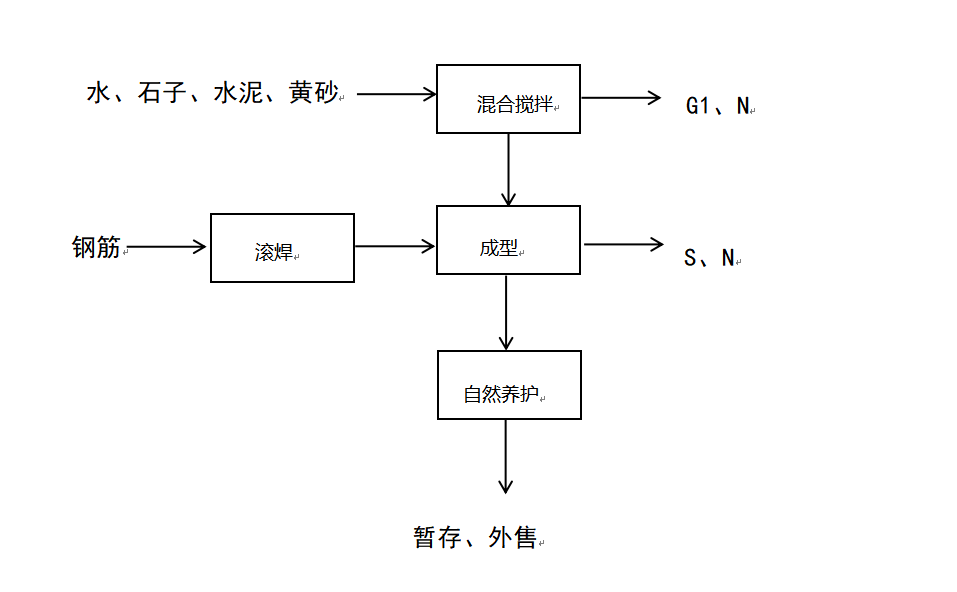 水、石子、水泥、黄砂
混合搅拌
G1、N
钢筋
滚焊
成型
S、N
自然养护
暂存、外售